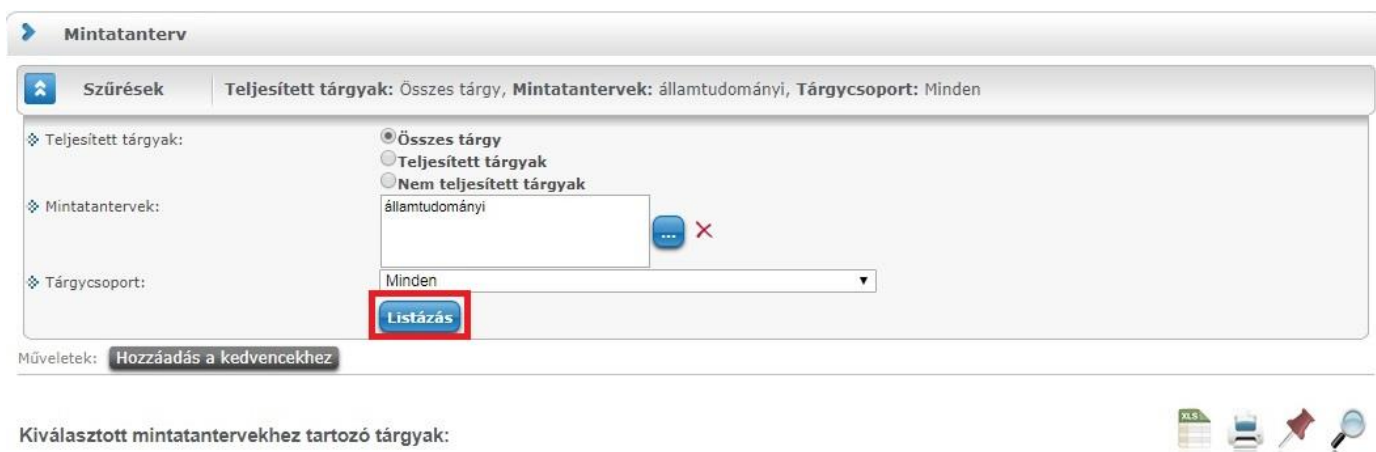 Mintatanterv
Szűrések Teljesített tárgyak: Összes tárgy, Mintatantervek: államtudományi, Tárgycsoport: Minden
Teljesített tárgyak: Összes tárgy
Teljesített tárgyak
Nem teljesített tárgyak
Mintatantervek: államtudományi
...
Tárgycsoport: Minden
Listázás
Műveletek: Hozzáadás a kedvencekhez
Kiválasztott mintatantervekhez tartozó tárgyak:
XLS